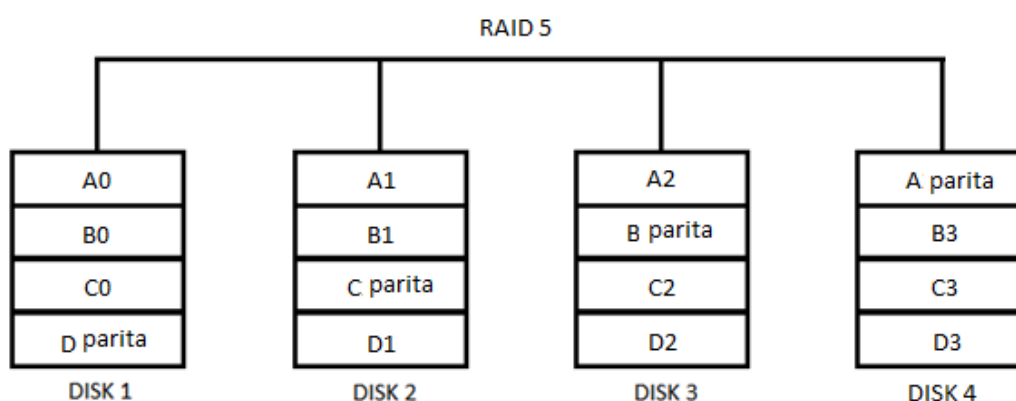 RAID 5
A0 A1 A2 A parita
B0 B1 B parita B3
C0 C parita C2 C3
D parita D1 D2 D3
DISK 1 DISK 2 DISK 3 DISK 4